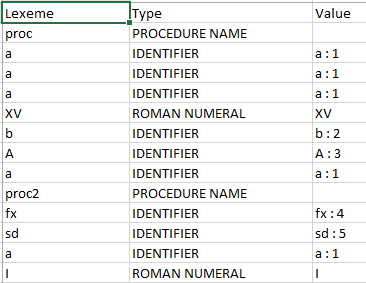 Lexeme Type Value
proc PROCEDURE NAME
a IDENTIFIER a : 1
a IDENTIFIER a : 1
a IDENTIFIER a : 1
XV ROMAN NUMERAL XV
b IDENTIFIER b : 2
A IDENTIFIER A : 3
a IDENTIFIER a : 1
proc2 PROCEDURE NAME
fx IDENTIFIER fx : 4
sd IDENTIFIER sd : 5
a IDENTIFIER a : 1
I ROMAN NUMERAL I